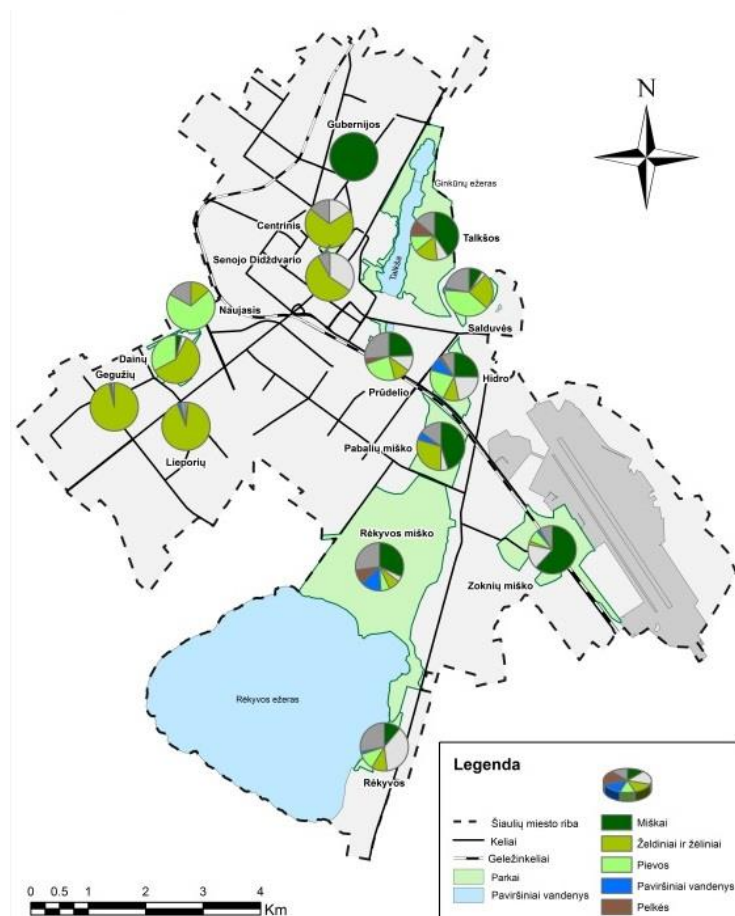 N
Gubernijos
Ginkūnų ežeras
Centrinis
Talkšos
Senojo Didždvario
Talkša
Salduvės
Naujasis
Dainų
Gegužių
Prūdelio
Hidro
Lieporių
Pabalių miško
Rėkyvos miško
Zoknių miško
Rėkyvos ežeras
Rėkyvos
Legenda
Šiaulių miesto riba
Keliai
Geležinkeliai
Parkai
Paviršiniai vandenys
Miškai
Želdiniai ir žėliniai
Pievos
Paviršiniai vandenys
Pelkės
0 0.5 1 2 3 4
Km